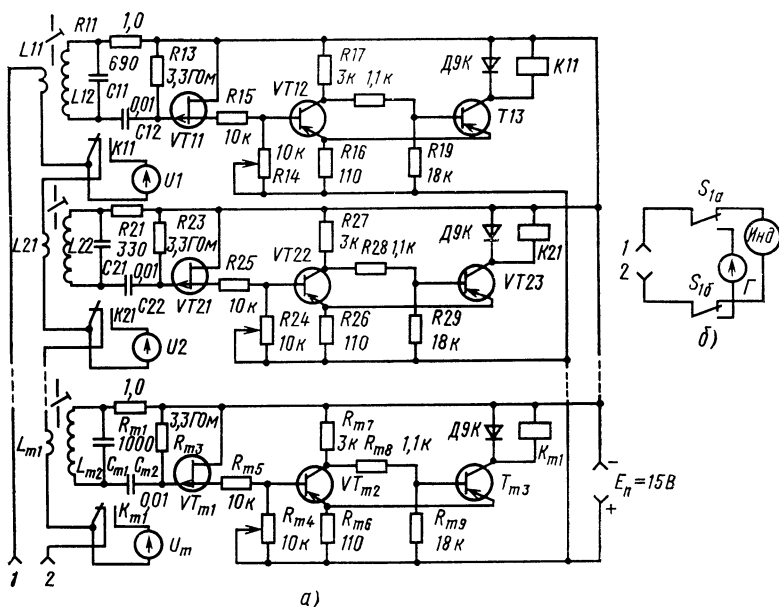 1,0
R11
L11
690
C11
L12
0,01
C12
R13
3,3ГОм
VT11
R15
10к
VT12
R17
3к
1,1к
Д9К
К11
Т13
10к
R14
R16
110
R19
18к
К11
U1
L21
L22
R21
330
C21
0,01
C22
R23
3,3ГОм
VT21
R25
10к
VT22
R27
3к
R28
1,1к
Д9К
К21
VT23
R24
10к
R26
110
R29
18к
К21
U2
1,0
Rm1
1000
Lm1
Lm2
Cm1
Cm2
0,01
3,3ГОм
Rm3
VTm1
Rm5
10к
VTm2
Rm7
3к
Rm8
1,1к
Д9К
Кm1
Tm3
Rm4
10к
Rm6
110
Rm9
18к
Кm1
Um
1
2
−
Eп=15В
+
а)
S1а
1
2
S1б
Инд
Г
б)